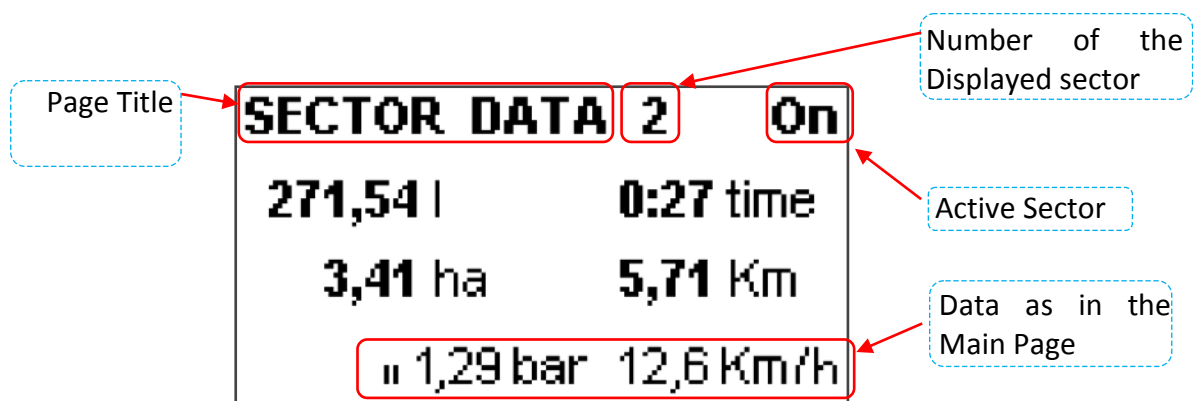 Number of the
Displayed sector
Page Title
SECTOR DATA 2 On
271,54 l 0:27 time
Active Sector
3,41 ha 5,71 Km
Data as in the
Main Page
1,29 bar 12,6 Km/h